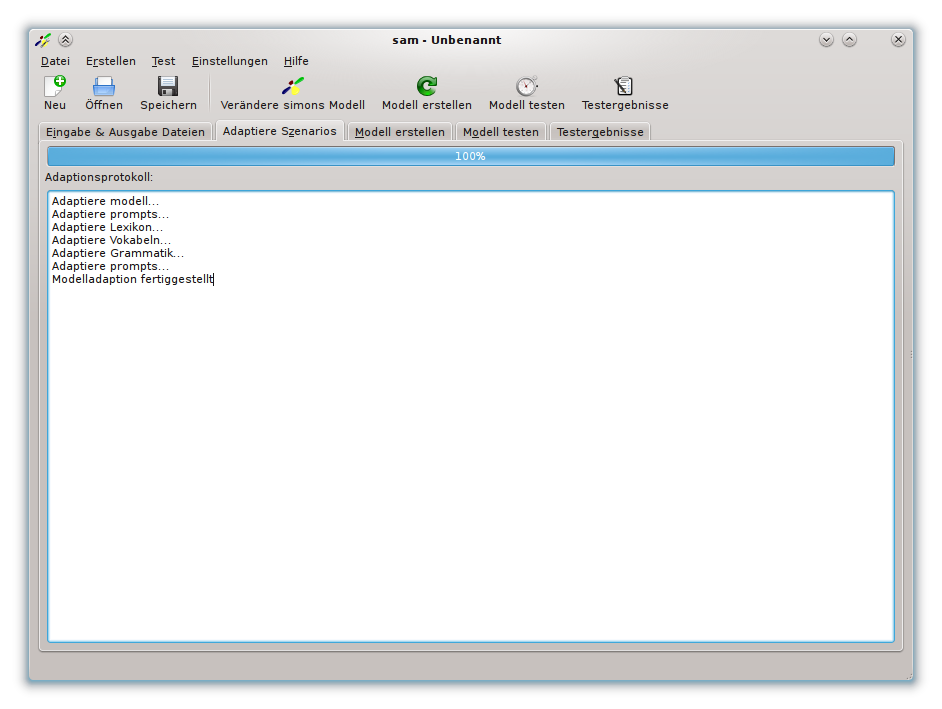 sam - Unbenannt
Datei Erstellen Test Einstellungen Hilfe
Neu Öffnen Speichern Verändere simons Modell Modell erstellen Modell testen Testergebnisse
Eingabe & Ausgabe Dateien Adaptiere Szenarios Modell erstellen Modell testen Testergebnisse
100%
Adaptionsprotokoll:
Adaptiere modell...
Adaptiere prompts...
Adaptiere Lexikon...
Adaptiere Vokabeln...
Adaptiere Grammatik...
Adaptiere prompts...
Modelladaption fertiggestellt